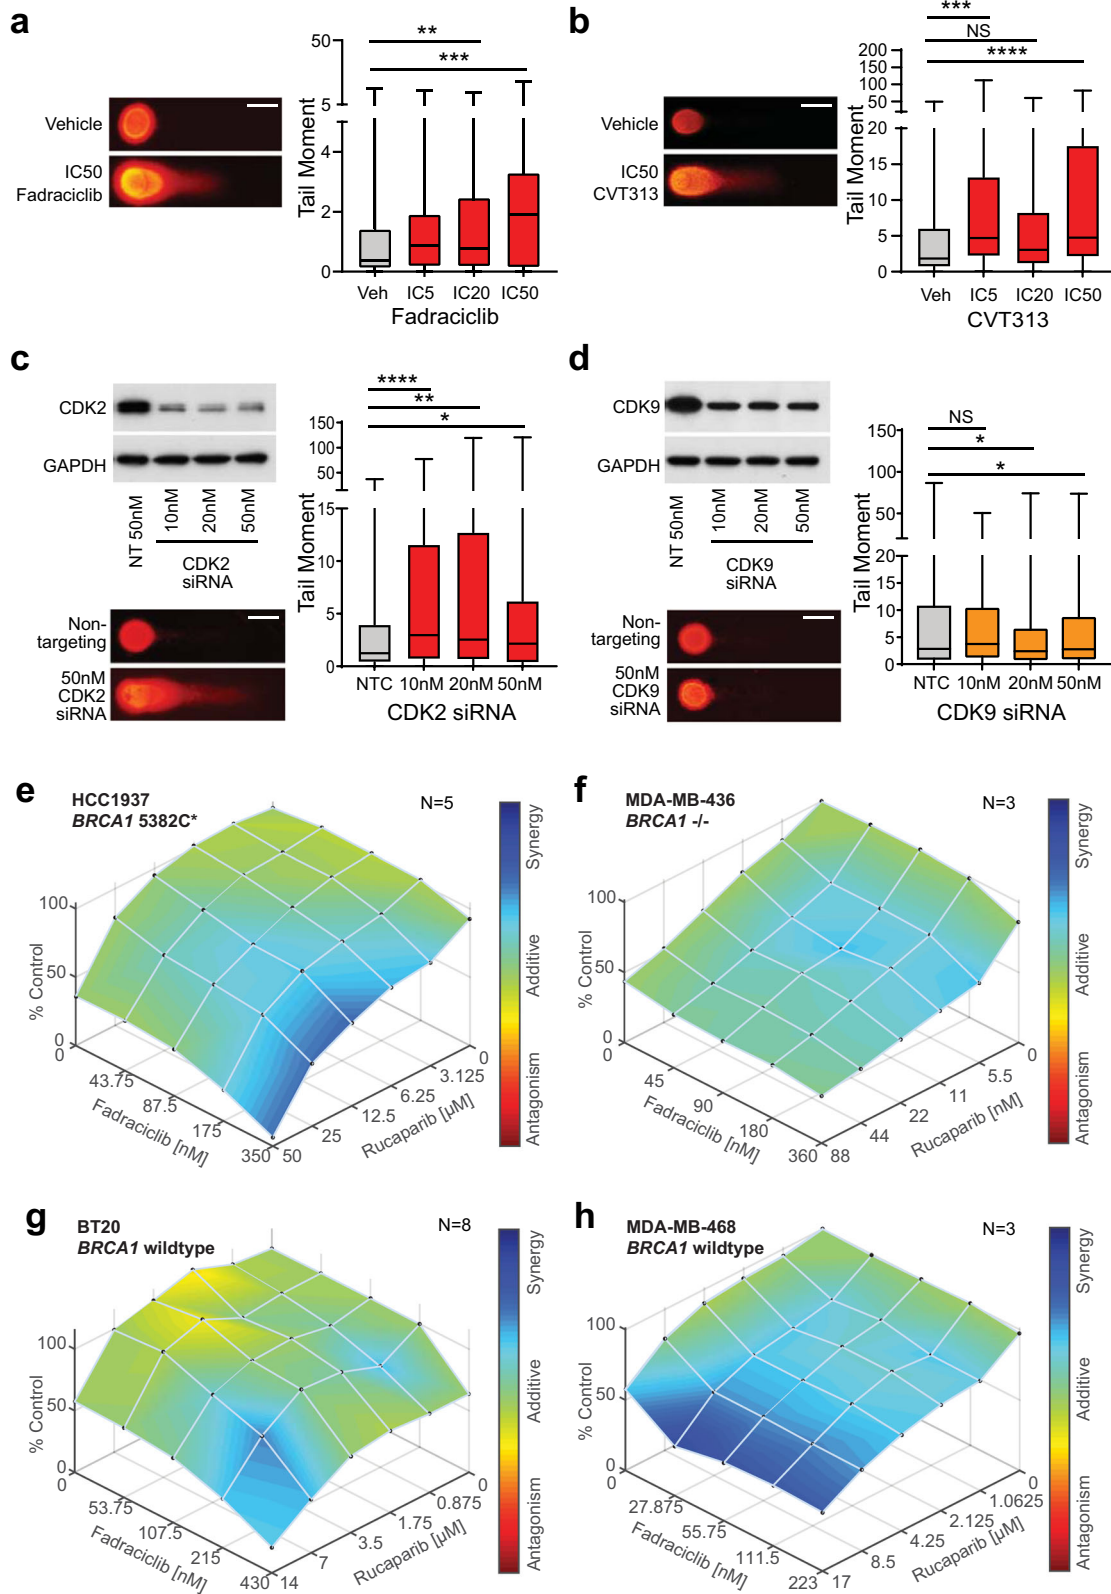 a
Vehicle
IC50
Fadraciclib
Tail Moment
50
5
4
2
0
**
***
Veh IC5 IC20 IC50
Fadraciclib
b
Vehicle
IC50
CVT313
Tail Moment
200
150
100
50
20
15
10
5
0
***
NS
****
Veh IC5 IC20 IC50
CVT313
c
CDK2
GAPDH
NT 50nM
10nM
20nM
50nM
CDK2
siRNA
Non-
targeting
50nM
CDK2
siRNA
Tail Moment
150
100
50
15
10
5
0
****
**
*
NTC 10nM 20nM 50nM
CDK2 siRNA
d
CDK9
GAPDH
NT 50nM
10nM
20nM
50nM
CDK9
siRNA
Non-
targeting
50nM
CDK9
siRNA
Tail Moment
150
100
50
20
15
10
5
0
NS
*
*
NTC 10nM 20nM 50nM
CDK9 siRNA
e
HCC1937
BRCA1 5382C*
N=5
% Control
100
50
0
0
43.75
87.5
175
350
Fadraciclib [nM]
50
25
12.5
6.25
3.125
0
Rucaparib [µM]
Synergy
Additive
Antagonism
f
MDA-MB-436
BRCA1 -/-
N=3
% Control
100
50
0
0
45
90
180
360
Fadraciclib [nM]
88
44
22
11
5.5
0
Rucaparib [nM]
Synergy
Additive
Antagonism
g
BT20
BRCA1 wildtype
N=8
% Control
100
50
0
0
53.75
107.5
215
430
Fadraciclib [nM]
14
7
3.5
1.75
0.875
0
Rucaparib [µM]
Synergy
Additive
Antagonism
h
MDA-MB-468
BRCA1 wildtype
N=3
% Control
100
50
0
0
27.875
55.75
111.5
223
Fadraciclib [nM]
17
8.5
4.25
2.125
1.0625
0
Rucaparib [µM]
Synergy
Additive
Antagonism